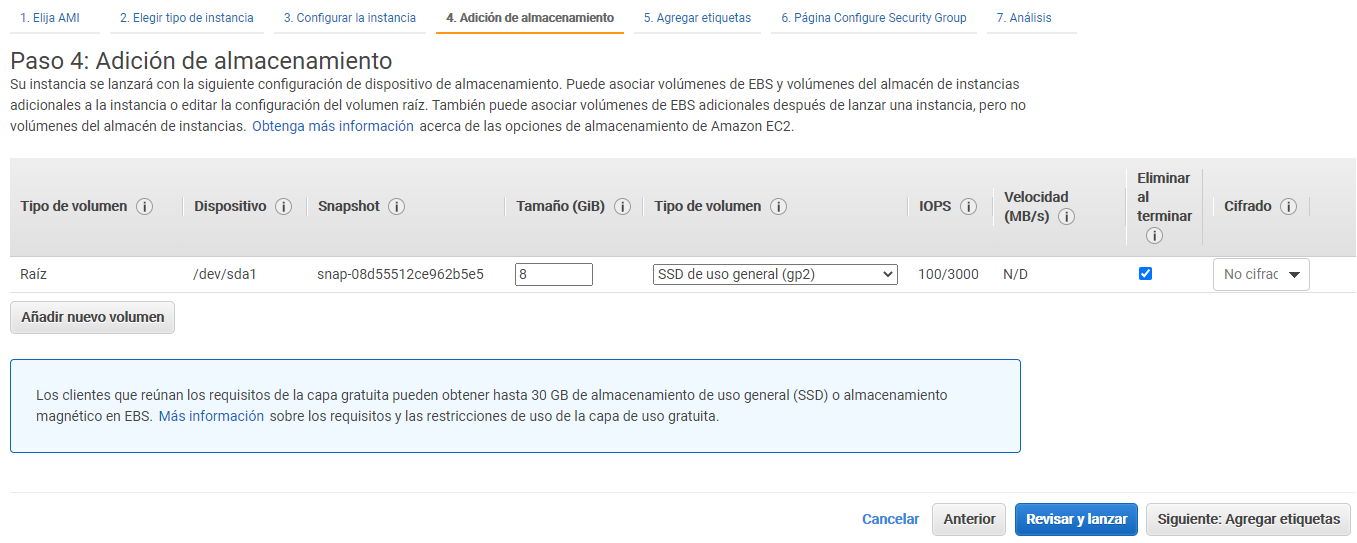 1. Elija AMI 2. Elegir tipo de instancia 3. Configurar la instancia 4. Adición de almacenamiento 5. Agregar etiquetas 6. Página Configure Security Group 7. Análisis
Paso 4: Adición de almacenamiento
Su instancia se lanzará con la siguiente configuración de dispositivo de almacenamiento. Puede asociar volúmenes de EBS y volúmenes del almacén de instancias
adicionales a la instancia o editar la configuración del volumen raíz. También puede asociar volúmenes de EBS adicionales después de lanzar una instancia, pero no
volúmenes del almacén de instancias. Obtenga más información acerca de las opciones de almacenamiento de Amazon EC2.
Tipo de volumen i Dispositivo i Snapshot i Tamaño (GiB) i Tipo de volumen i IOPS i Velocidad
(MB/s) i Eliminar
al
terminar
i Cifrado i
Raíz /dev/sda1 snap-08d55512ce962b5e5 8 SSD de uso general (gp2) 100/3000 N/D No cifrac
Añadir nuevo volumen
Los clientes que reúnan los requisitos de la capa gratuita pueden obtener hasta 30 GB de almacenamiento de uso general (SSD) o almacenamiento
magnético en EBS. Más información sobre los requisitos y las restricciones de uso de la capa de uso gratuita.
Cancelar Anterior Revisar y lanzar Siguiente: Agregar etiquetas